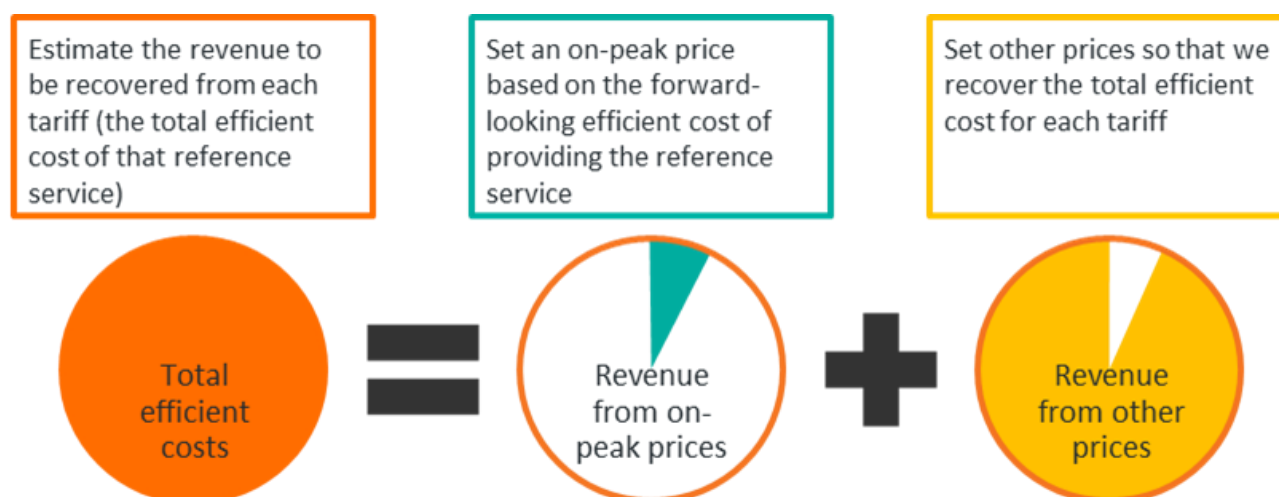 Estimate the revenue to
be recovered from each
tariff (the total efficient
cost of that reference
service)
Set an on-peak price
based on the forward-
looking efficient cost of
providing the reference
service
Set other prices so that we
recover the total efficient
cost for each tariff
Total
efficient
costs
Revenue
from on-
peak prices
Revenue
from other
prices